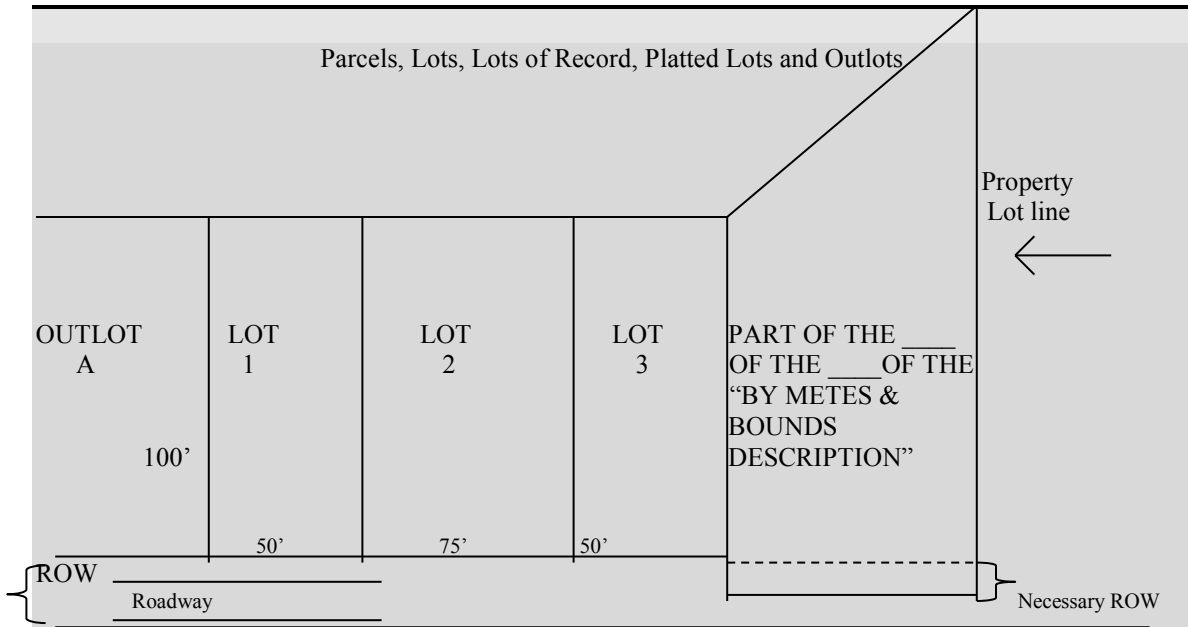 Parcels, Lots, Lots of Record, Platted Lots and Outlots
Property
Lot line
OUTLOT
A
LOT
1
LOT
2
LOT
3
PART OF THE ____
OF THE ____OF THE
“BY METES &
BOUNDS
DESCRIPTION”
100’
50’
75’
50’
ROW
Roadway
Necessary ROW